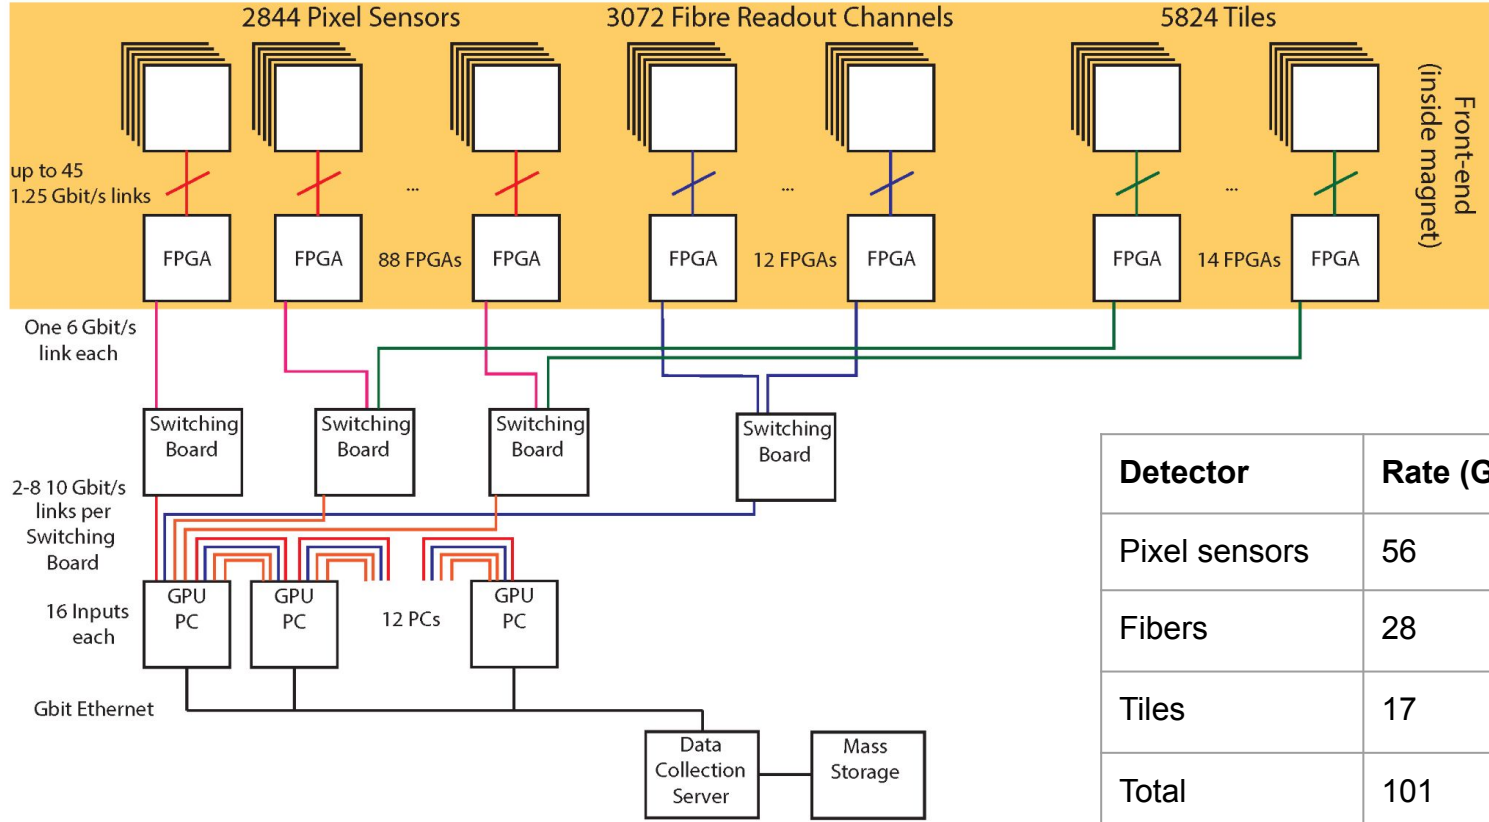 2844 Pixel Sensors
3072 Fibre Readout Channels
5824 Tiles
Front-end
(inside magnet)
up to 45
1.25 Gbit/s links
...
...
...
FPGA
FPGA
88 FPGAs
FPGA
FPGA
12 FPGAs
FPGA
FPGA
14 FPGAs
FPGA
One 6 Gbit/s
link each
Switching
Board
Switching
Board
Switching
Board
Switching
Board
2-8 10 Gbit/s
links per
Switching
Board
16 Inputs
each
GPU
PC
GPU
PC
12 PCs
GPU
PC
Gbit Ethernet
Data
Collection
Server
Mass
Storage
Detector
Rate (G
Pixel sensors
56
Fibers
28
Tiles
17
Total
101